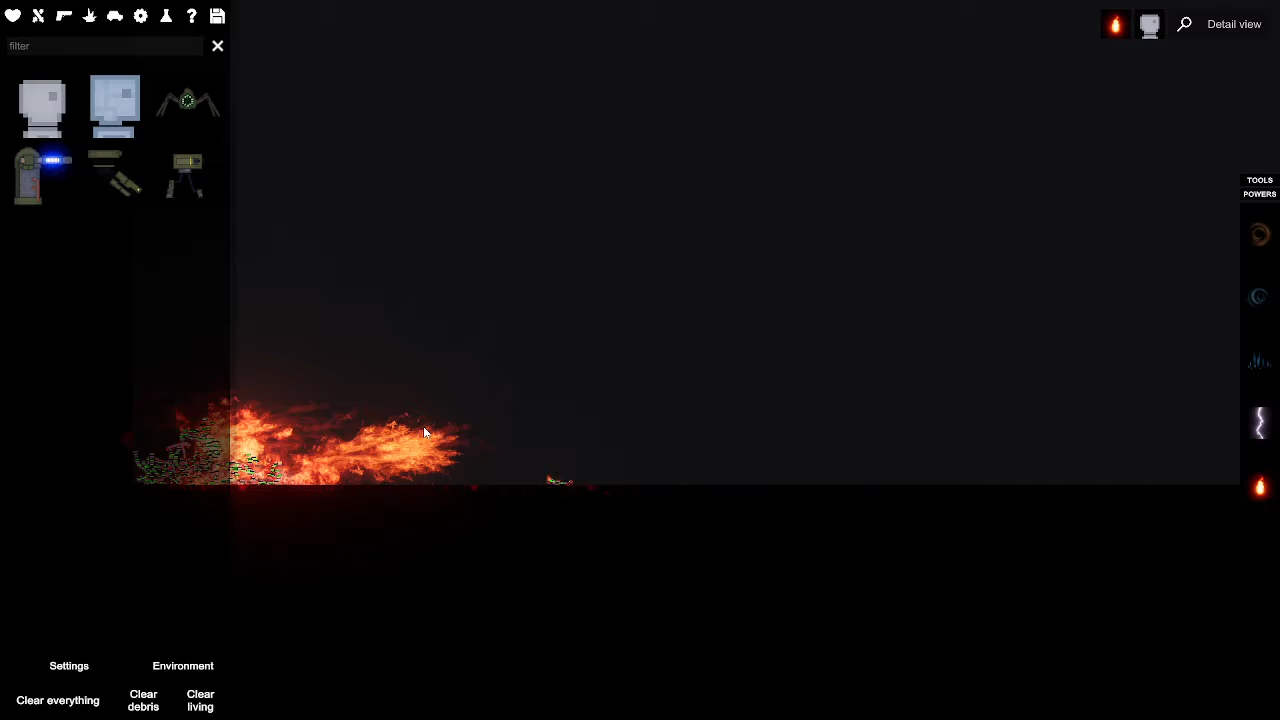 filter
Detail view
TOOLS
POWERS
Settings
Environment
Clear everything
Clear
debris
Clear
living